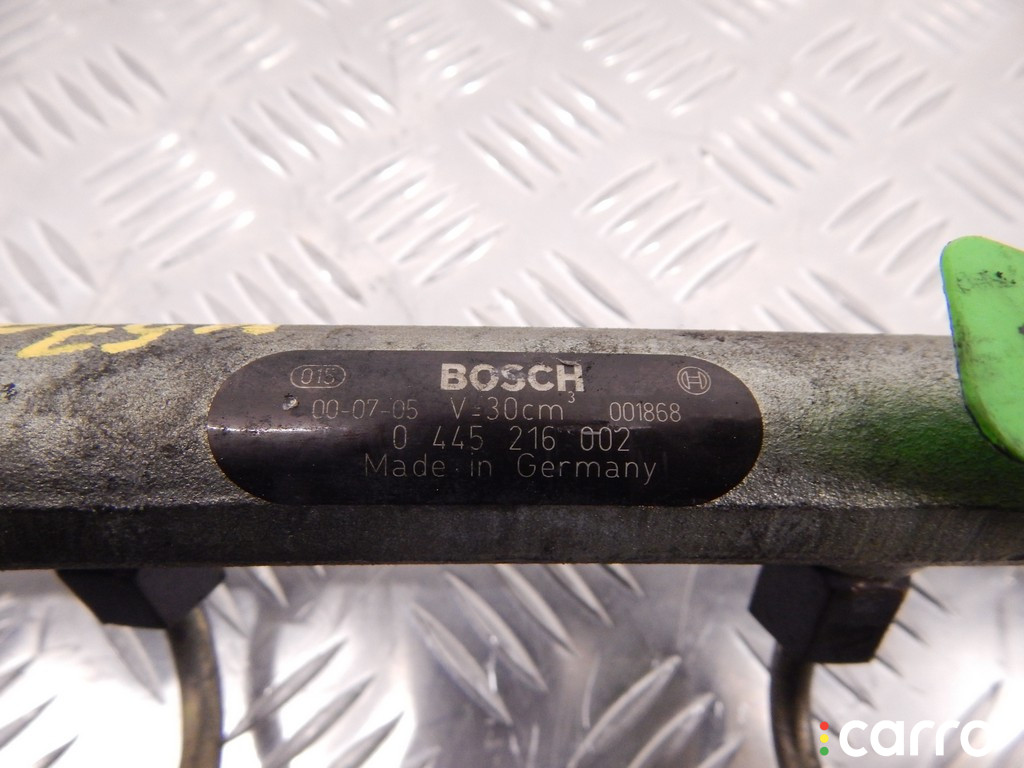 015 BOSCH
00-07-05 V=30cm³ 001868
0 445 216 002
Made in Germany
carro